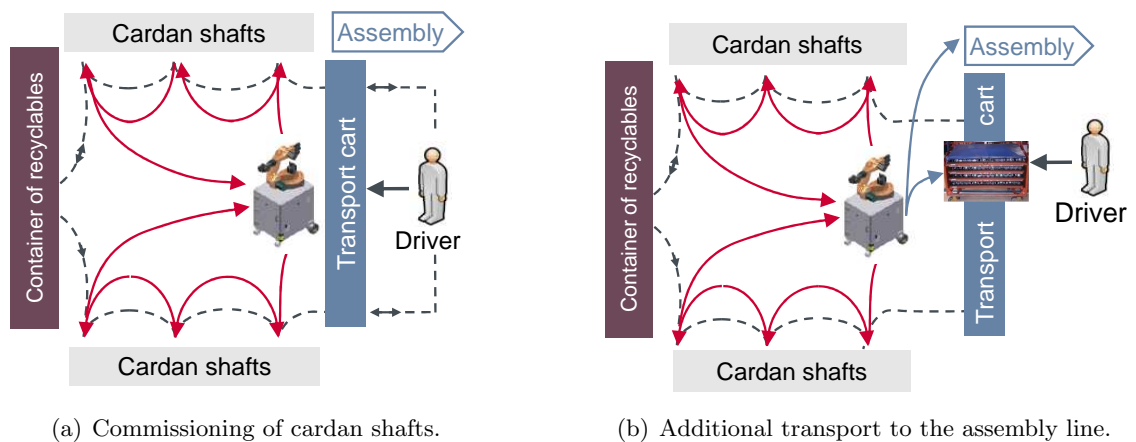 Cardan shafts
Assembly
Container of recyclables
Transport cart
Driver
Cardan shafts
(a) Commissioning of cardan shafts.
Cardan shafts
Assembly
Container of recyclables
cart
Transport
Driver
Cardan shafts
(b) Additional transport to the assembly line.